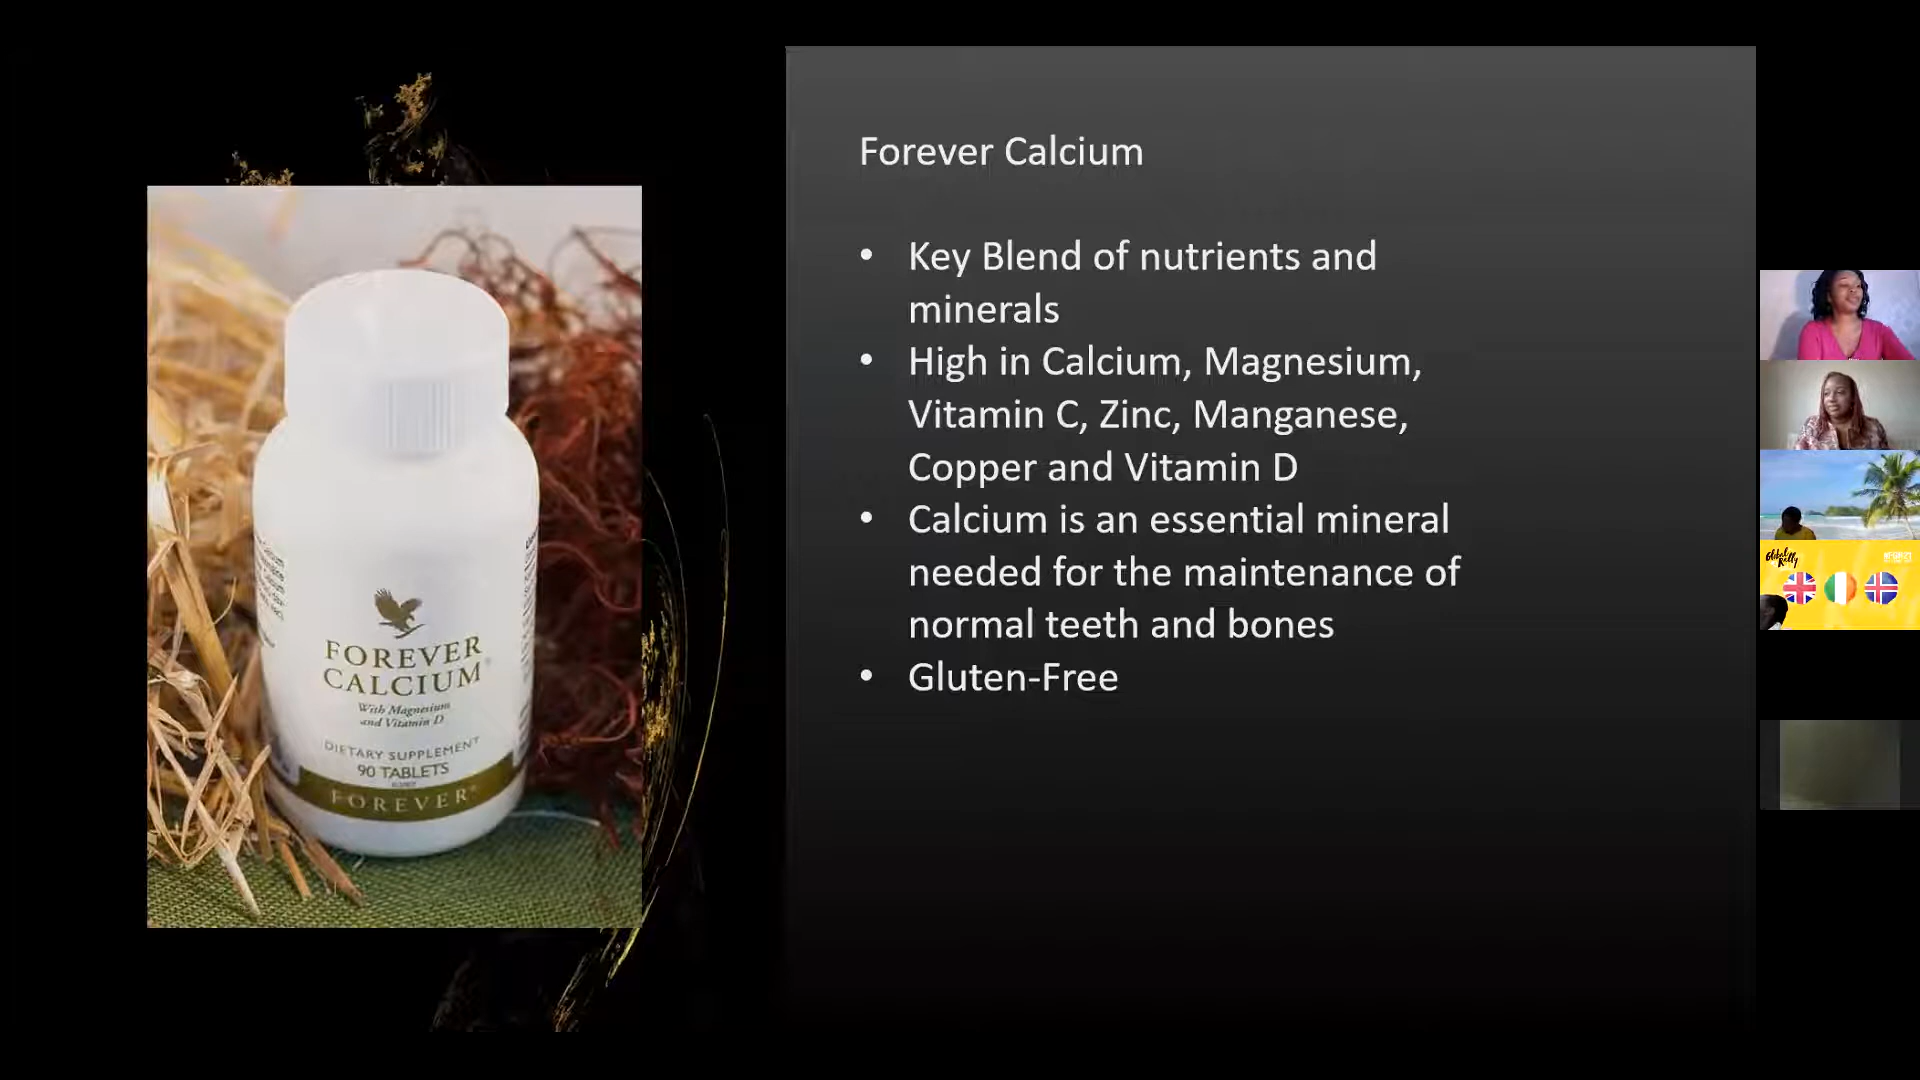 Forever Calcium
• Key Blend of nutrients and
minerals
• High in Calcium, Magnesium,
Vitamin C, Zinc, Manganese,
Copper and Vitamin D
• Calcium is an essential mineral
needed for the maintenance of
normal teeth and bones
• Gluten-Free
FOREVER
CALCIUM®
With Magnesium
and Vitamin D
DIETARY SUPPLEMENT
90 TABLETS
FOREVER®
Global
Rally